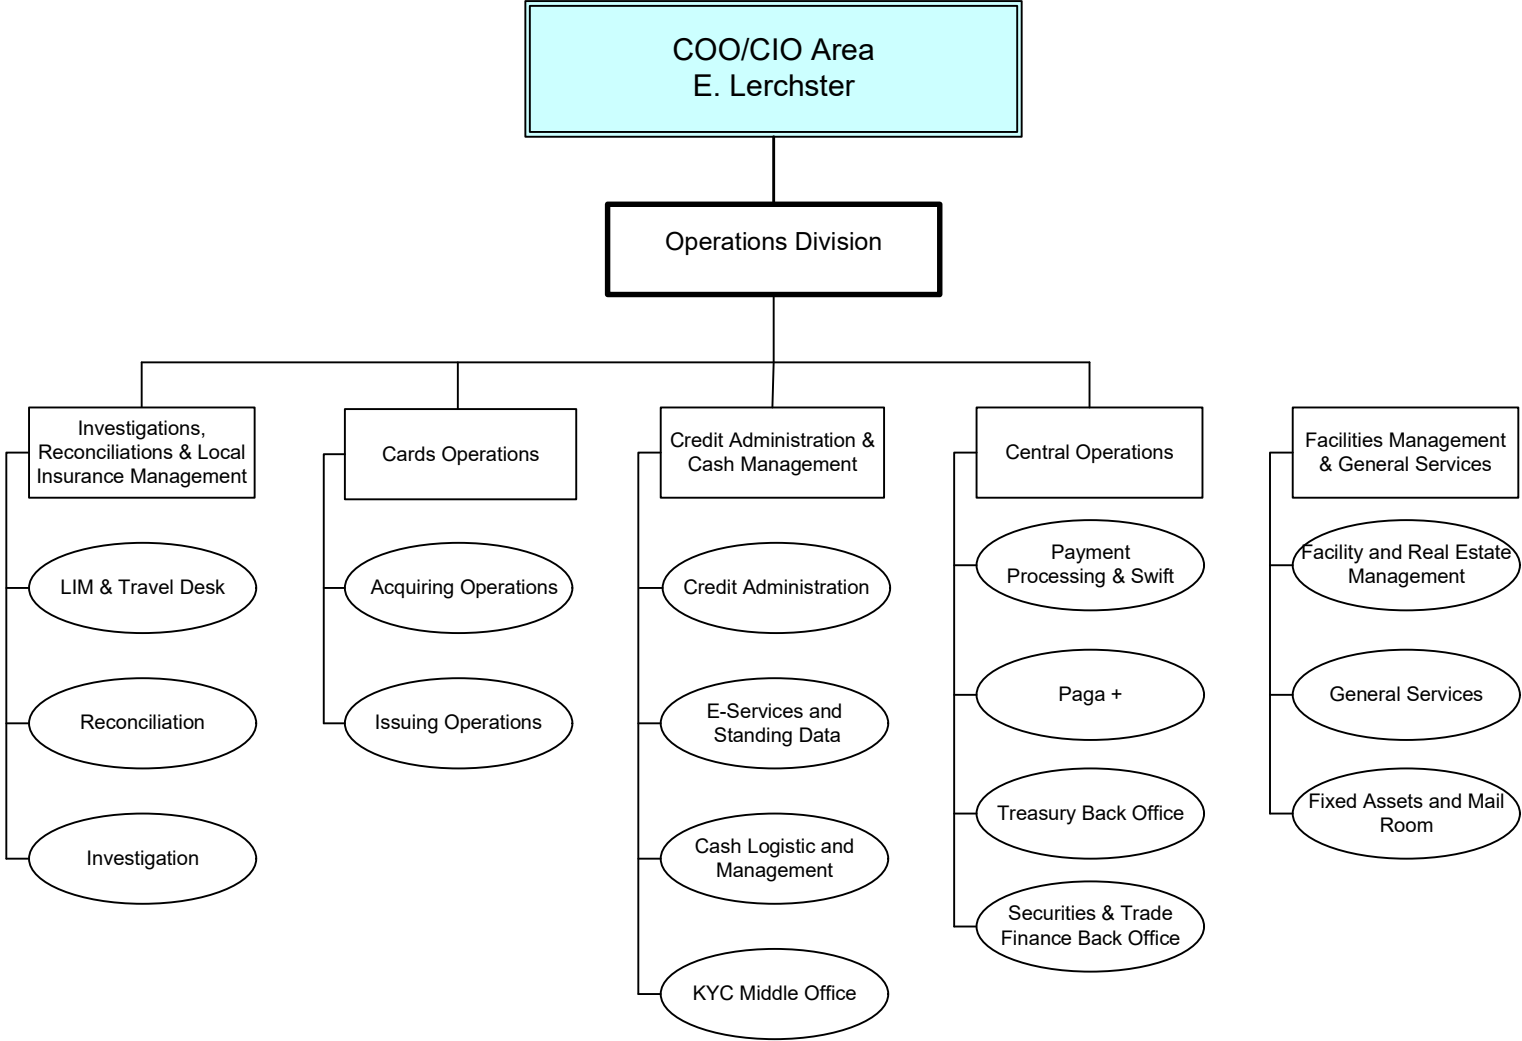 COO/CIO Area
E. Lerchster
Operations Division
Investigations,
Reconciliations & Local
Insurance Management
LIM & Travel Desk
Reconciliation
Investigation
Cards Operations
Acquiring Operations
Issuing Operations
Credit Administration &
Cash Management
Credit Administration
E-Services and
Standing Data
Cash Logistic and
Management
KYC Middle Office
Central Operations
Payment
Processing & Swift
Paga +
Treasury Back Office
Securities & Trade
Finance Back Office
Facilities Management
& General Services
Facility and Real Estate
Management
General Services
Fixed Assets and Mail
Room